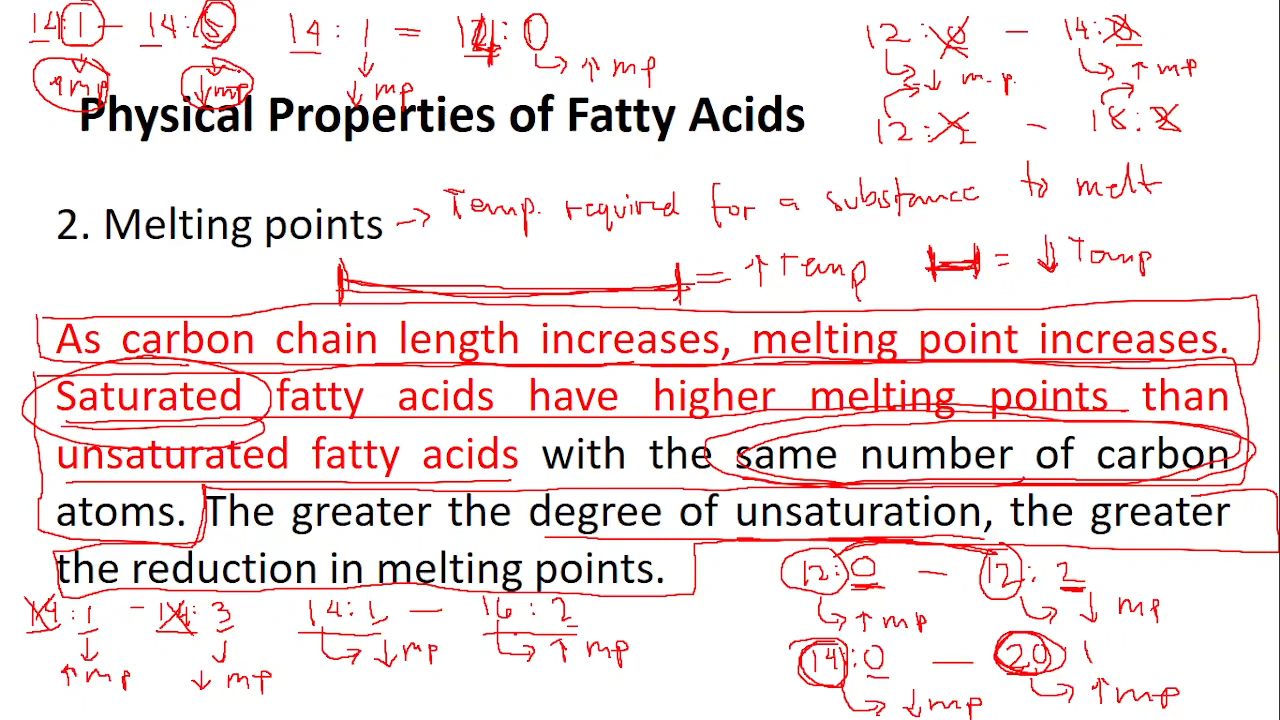 14:1 - 14:5 14:1 = 14:0 12:0 - 14:0
↑mp ↓mp ↓mp ↳ ↑ mp ↳ ↓ m.p. ↳ ↑ mp
Physical Properties of Fatty Acids
12: - 18:
2. Melting points → Temp. required for a substance to melt
= ↑ Temp = ↓ Temp
As carbon chain length increases, melting point increases.
Saturated fatty acids have higher melting points than
unsaturated fatty acids with the same number of carbon
atoms. The greater the degree of unsaturation, the greater
the reduction in melting points.
12:0 - 12:2
14:1 - 14:3 14:1 - 16:2
↳ ↑ mp ↳ ↓ mp
↓ ↓ ↳ ↓ mp ↳ ↑ mp
14:0 - 20: 1
↑ mp ↓ mp
↳ ↓ mp ↳ ↑ mp